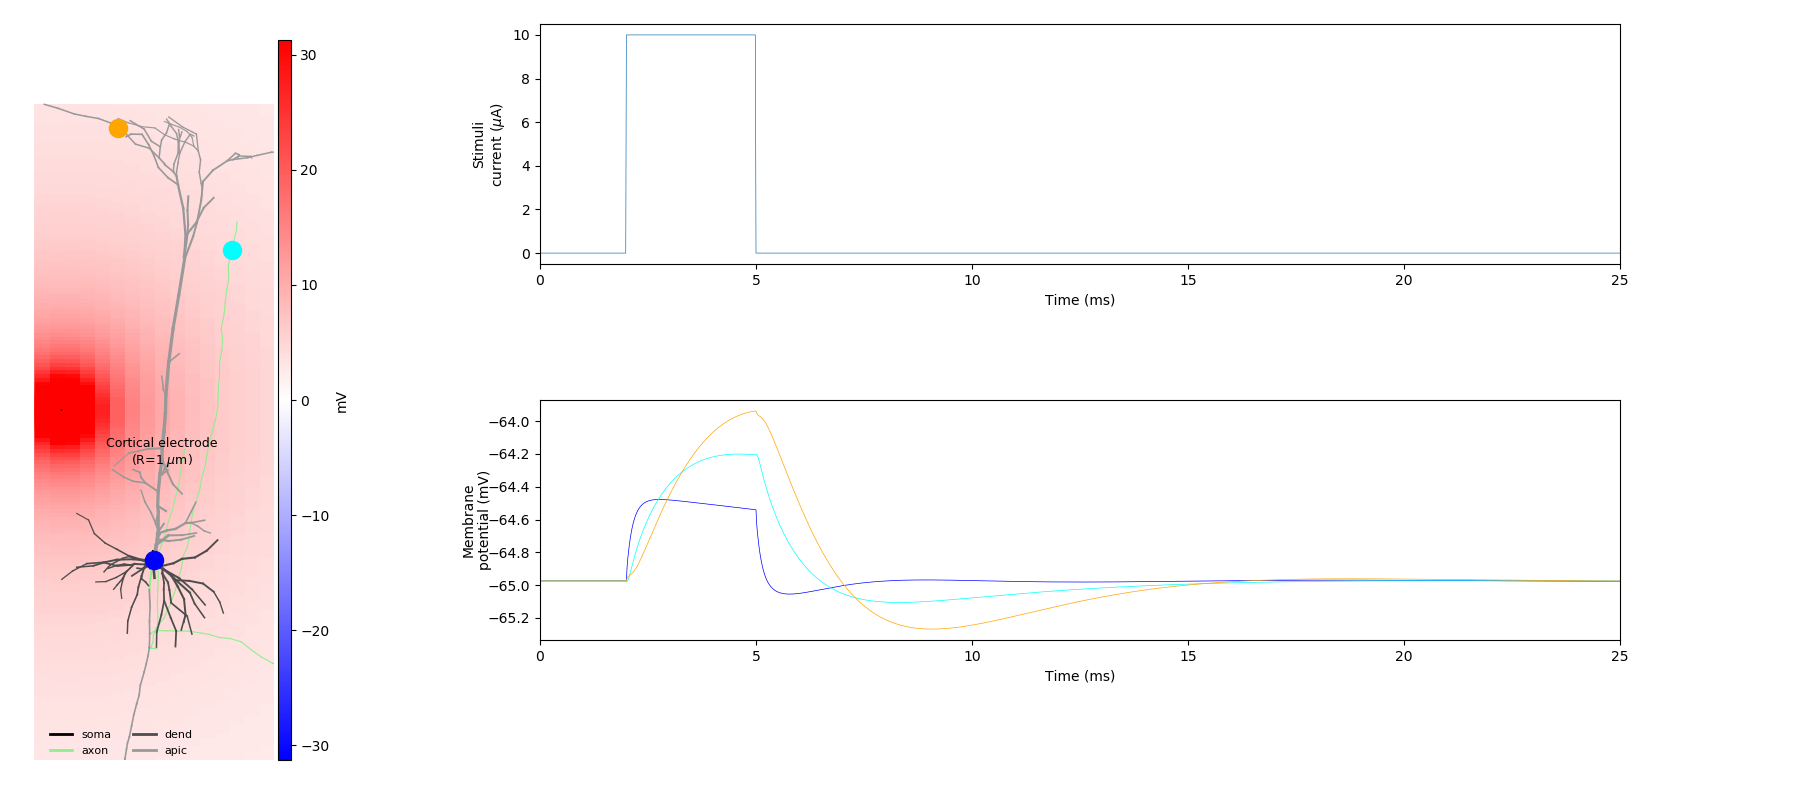 30
20
10
0
−10
−20
−30
mV
Cortical electrode
(R=1 μm)
soma
dend
axon
apic
Stimuli
current (μA)
10
8
6
4
2
0
0
5
10
15
20
25
Time (ms)
Membrane
potential (mV)
−64.0
−64.2
−64.4
−64.6
−64.8
−65.0
−65.2
0
5
10
15
20
25
Time (ms)